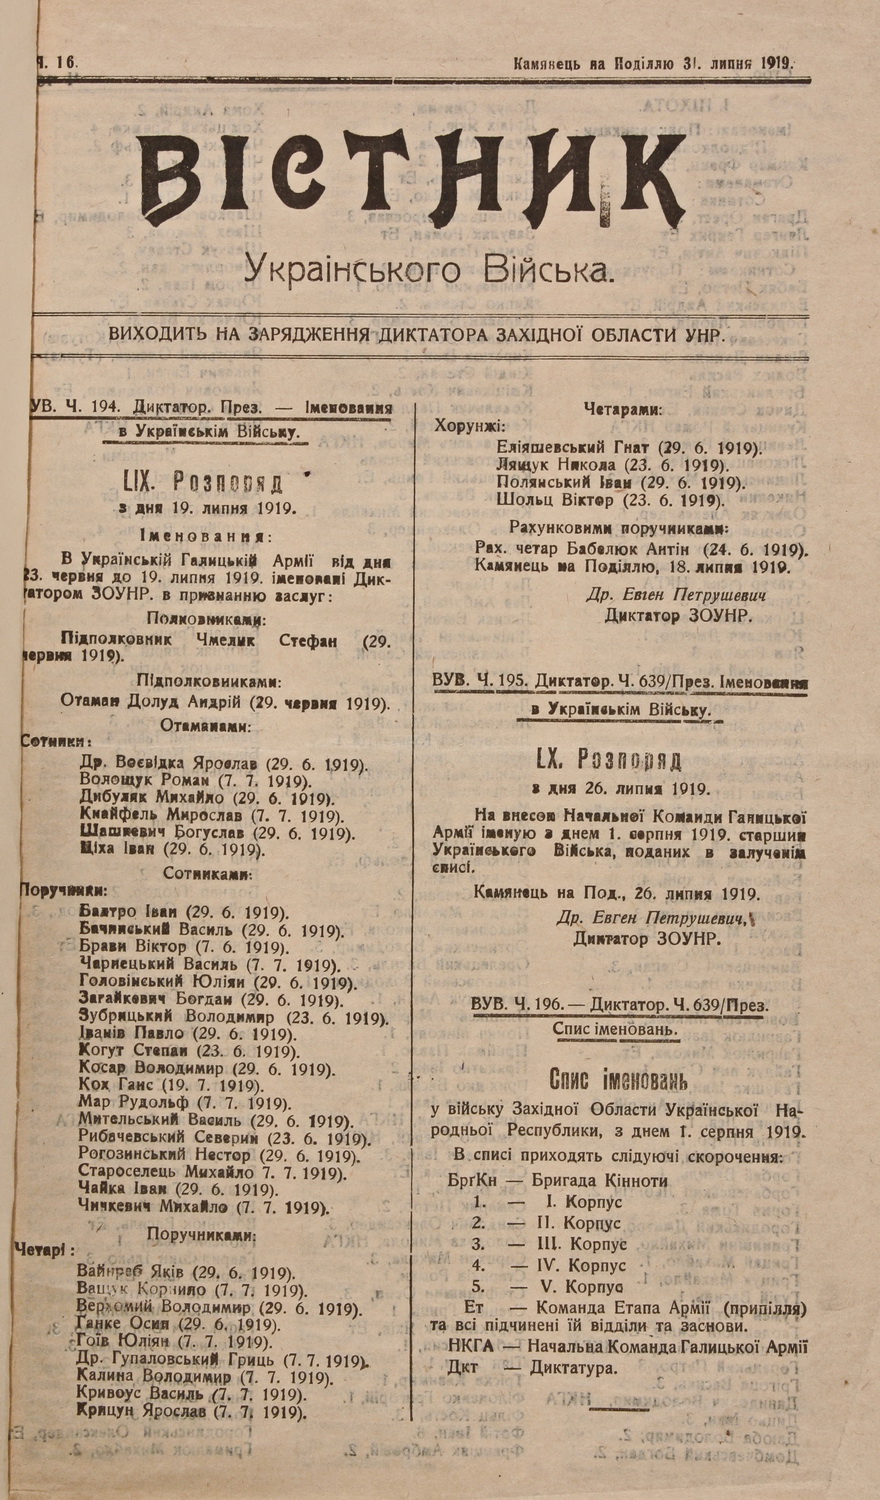 Ч. 16.
Камянець на Поділлю 31. липня 1919.
ВІСТНИК
Українського Війська.
ВИХОДИТЬ НА ЗАРЯДЖЕННЯ ДИКТАТОРА ЗАХІДНОЇ ОБЛАСТИ УНР.
УВ. Ч. 194. Диктатор. През. — Іменовання
в Українськім Війську.
LIX. Розпоряд
з дня 19. липня 1919.
Іменовання:
В Українській Галицькій Армії від дня
23. червня до 19. липня 1919. іменовані Дик-
татором ЗОУНР. в признанню заслуг:
Полковниками:
Підполковник Чмелик Стефан (29.
червня 1919).
Підполковниками:
Отаман Долуд Андрій (29. червня 1919).
Отаманами:
Сотники:
Др. Воєвідка Ярослав (29. 6. 1919).
Волощук Роман (7. 7. 1919).
Дибуляк Михайло (29. 6. 1919).
Кнайфель Мирослав (7. 7. 1919).
Шашкевич Богуслав (29. 6. 1919).
Ціха Іван (29. 6. 1919).
Сотниками:
Поручники:
Балтро Іван (29. 6. 1919).
Бачинський Василь (29. 6. 1919).
Бравн Віктор (7. 6. 1919).
Чернецький Василь (7. 7. 1919).
Головінський Юліян (29. 6. 1919).
Загайкевич Богдан (29. 6. 1919).
Зубрицький Володимир (23. 6. 1919).
Іванів Павло (29. 6. 1919).
Когут Степан (23. 6. 1919).
Косар Володимир (29. 6. 1919).
Кох Ганс (19. 7. 1919).
Мар Рудольф (7. 7. 1919).
Мительський Василь (29. 6. 1919).
Рибачевський Северин (23. 6. 1919).
Рогозинський Нестор (29. 6. 1919).
Староселець Михайло 7. 7. 1919).
Чайка Іван (29. 6. 1919).
Чичкевич Михайло (7. 7. 1919).
Поручниками:
Четарі:
Вайнреб Яків (29. 6. 1919).
Ващук Корнило (7. 7. 1919).
Верхомий Володимир (29. 6. 1919).
Ганке Осип (29. 6. 1919).
Гоїв Юліян (7. 7. 1919).
Др. Гупаловський Гриць (7. 7. 1919).
Калина Володимир (7. 7. 1919).
Кривоус Василь (7. 7. 1919).
Крицун Ярослав (7. 7. 1919).
Четарами:
Хорунжі:
Еліяшевський Гнат (29. 6. 1919).
Лящук Никола (23. 6. 1919).
Полянський Іван (29. 6. 1919).
Шольц Віктор (23. 6. 1919).
Рахунковими поручниками:
Рах. четар Бабелюк Антін (24. 6. 1919).
Камянець на Поділлю, 18. липня 1919.
Др. Евген Петрушевич
Диктатор ЗОУНР.
ВУВ. Ч. 195. Диктатор. Ч. 639/През. Іменовання
в Українськім Війську.
LX. Розпоряд
з дня 26. липня 1919.
На внесок Начальної Команди Галицької
Армії іменую з днем 1. серпня 1919. старшин
Українського Війська, поданих в залученім
списі.
Камянець на Под., 26. липня 1919.
Др. Евген Петрушевич,
Диктатор ЗОУНР.
ВУВ. Ч. 196. — Диктатор. Ч. 639/През.
Спис іменовань.
Спис іменовань
у війську Західної Области Української На-
родньої Республики, з днем 1. серпня 1919.
В списі приходять слідуючі скорочення:
БрґКн — Бригада Кінноти
1. — I. Корпус
2. — II. Корпус
3. — III. Корпус
4. — IV. Корпус
5. — V. Корпус
Ет — Команда Етапа Армії (припілля)
та всі підчинені їй відділи та заснови.
НКГА — Начальна Команда Галицької Армії
Дкт — Диктатура.